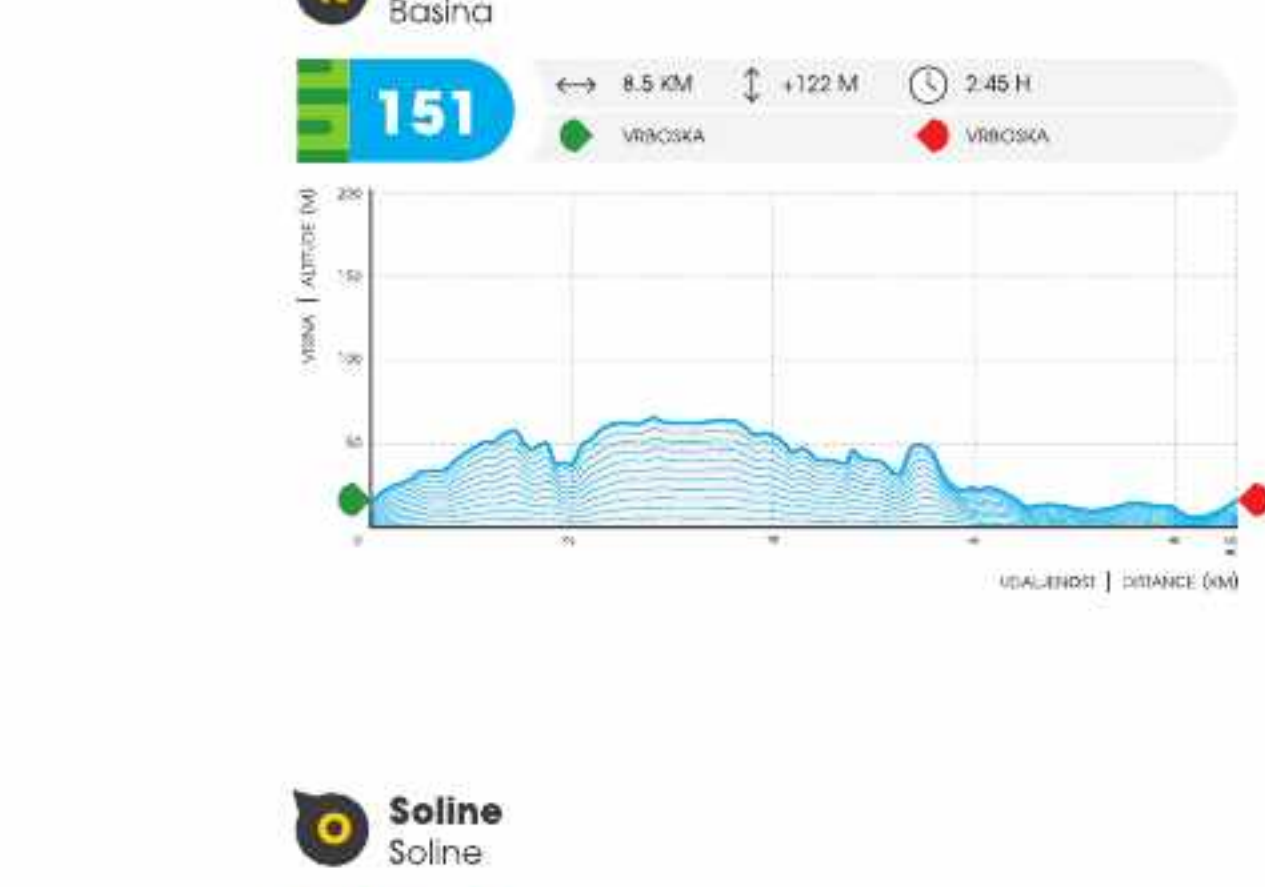 Basina
151
8.5 KM
+122 M
2:45 H
VRBOSKA
VRBOSKA
VISINA | ALTITUDE (M)
200
150
100
50
UDALJENOST | DISTANCE (KM)
Soline
Soline